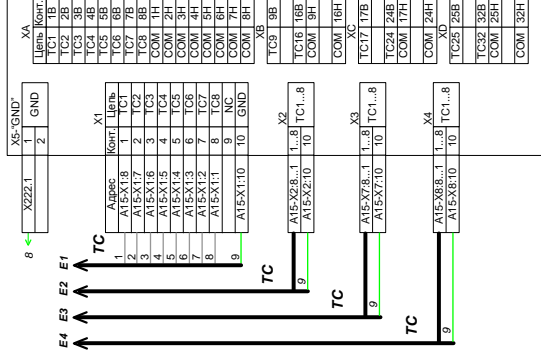 XA
Цепь Конт.
TC1 1B
TC2 2B
TC3 3B
TC4 4B
TC5 5B
TC6 6B
TC7 7B
TC8 8B
COM 1H
COM 2H
COM 3H
COM 4H
COM 5H
COM 6H
COM 7H
COM 8H
XB
TC9 9B
TC16 16B
COM 9H
COM 16H
XC
TC17 17B
TC24 24B
COM 17H
COM 24H
XD
TC25 25B
TC32 32B
COM 25H
COM 32H
X5-"GND"
8 X222.1 1 GND
2
X1
Адрес Конт. Цепь
1 A15-X1:8 1 TC1
2 A15-X1:7 2 TC2
3 A15-X1:6 3 TC3
4 A15-X1:5 4 TC4
5 A15-X1:4 5 TC5
6 A15-X1:3 6 TC6
7 A15-X1:2 7 TC7
8 A15-X1:1 8 TC8
9 NC
9 A15-X1:10 10 GND
X2
A15-X2:8...1 1...8 TC1...8
9 A15-X2:10 10
X3
A15-X7:8...1 1...8 TC1...8
9 A15-X7:10 10
X4
A15-X8:8...1 1...8 TC1...8
9 A15-X8:10 10
E1 TC
E2 TC
E3 TC
E4 TC